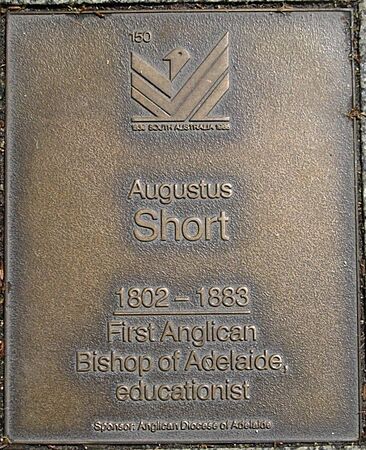 150
1836 SOUTH AUSTRALIA 1986
Augustus
Short
1802 – 1883
First Anglican
Bishop of Adelaide,
educationist
Sponsor: Anglican Diocese of Adelaide